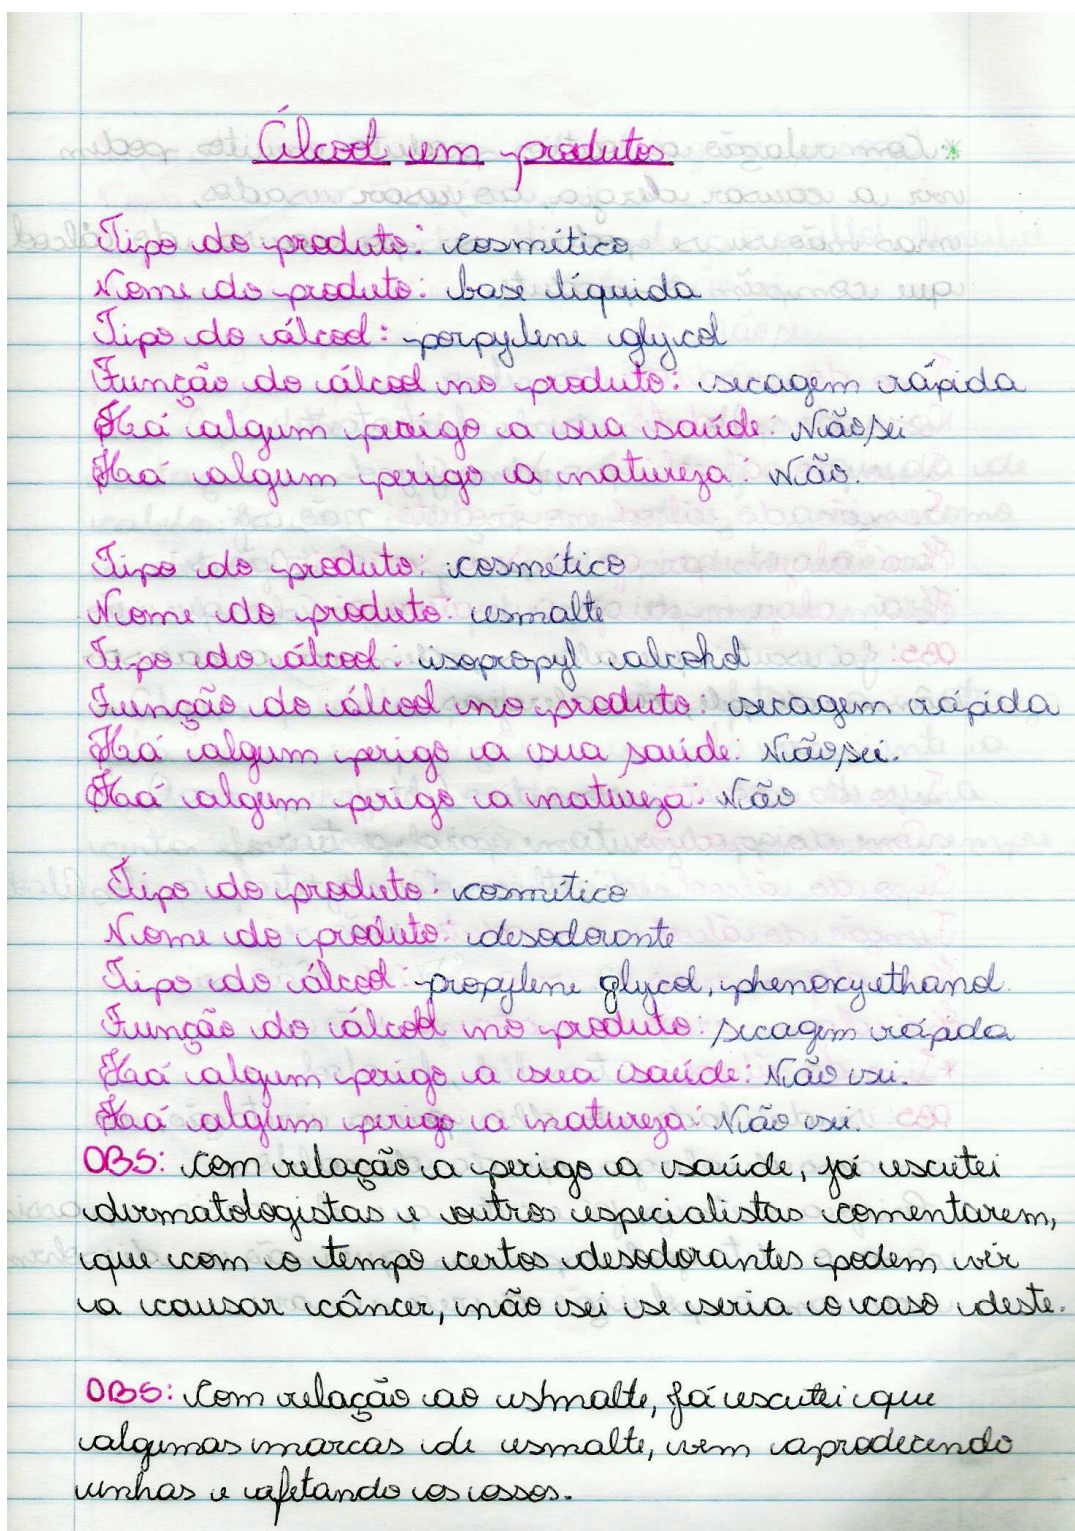 Álcool em produtos
Tipo do produto: cosmético
Nome do produto: base líquida
Tipo do álcool: porpylene glycol
Função do álcool no produto: secagem rápida
Há algum perigo a sua saúde: Não sei
Há algum perigo a natureza: Não.
Tipo do produto: cosmético
Nome do produto: esmalte
Tipo do álcool: isopropyl alcohol
Função do álcool no produto: secagem rápida
Há algum perigo a sua saúde: Não sei.
Há algum perigo a natureza: Não
Tipo do produto: cosmético
Nome do produto: desodorante
Tipo do álcool: propylene glycol, phenoxyethanol.
Função do álcool no produto: secagem rápida
Há algum perigo a sua saúde: Não sei.
Há algum perigo a natureza: Não sei.
OBS: Com relação a perigo a saúde, já escutei
dermatologistas e outros especialistas comentarem,
que com o tempo certos desodorantes podem vir
a causar câncer, não sei se seria o caso deste.
OBS: Com relação ao esmalte, já escutei que
algumas marcas de esmalte, vem aprodecendo
unhas e afetando os ossos.